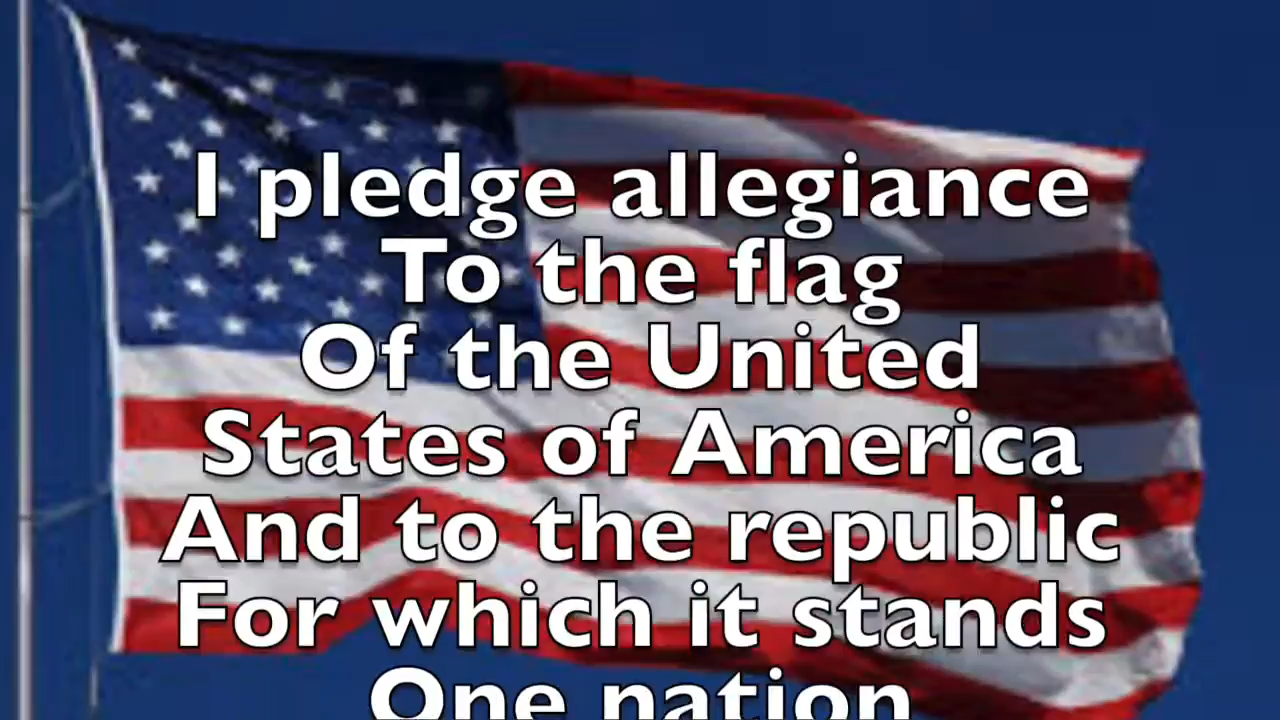 I pledge allegiance
To the flag
Of the United
States of America
And to the republic
For which it stands
One nation